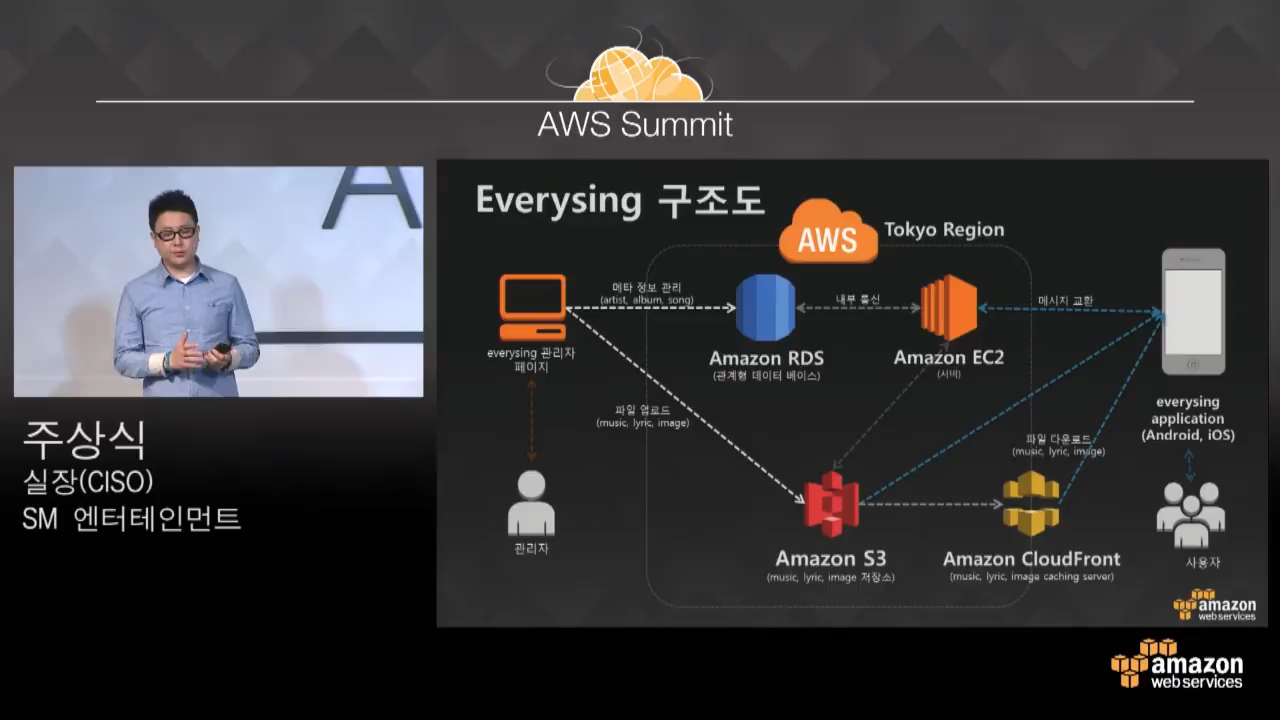 AWS Summit
A
주상식
실장(CISO)
SM 엔터테인먼트
Everysing 구조도
AWS
Tokyo Region
메타 정보 관리
(artist, album, song)
내부 통신
메시지 교환
everysing 관리자
페이지
Amazon RDS
(관계형 데이터 베이스)
Amazon EC2
(서버)
everysing
application
(Android, iOS)
파일 업로드
(music, lyric, image)
파일 다운로드
(music, lyric, image)
관리자
Amazon S3
(music, lyric, image 저장소)
Amazon CloudFront
(music, lyric, image caching server)
사용자
amazon
web services
amazon
web services